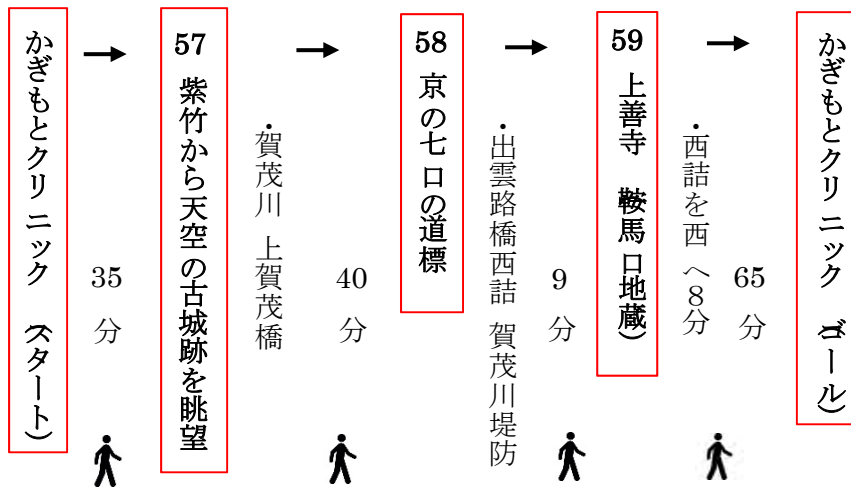 かぎもとクリニック （スタート）
→
35分
57 紫竹から天空の古城跡を眺望
・賀茂川 上賀茂橋
→
40分
58 京の七口の道標
・出雲路橋西詰 賀茂川堤防
→
9分
59 上善寺 （鞍馬口地蔵）
・西詰を西へ８分
→
65分
かぎもとクリニック （ゴール）